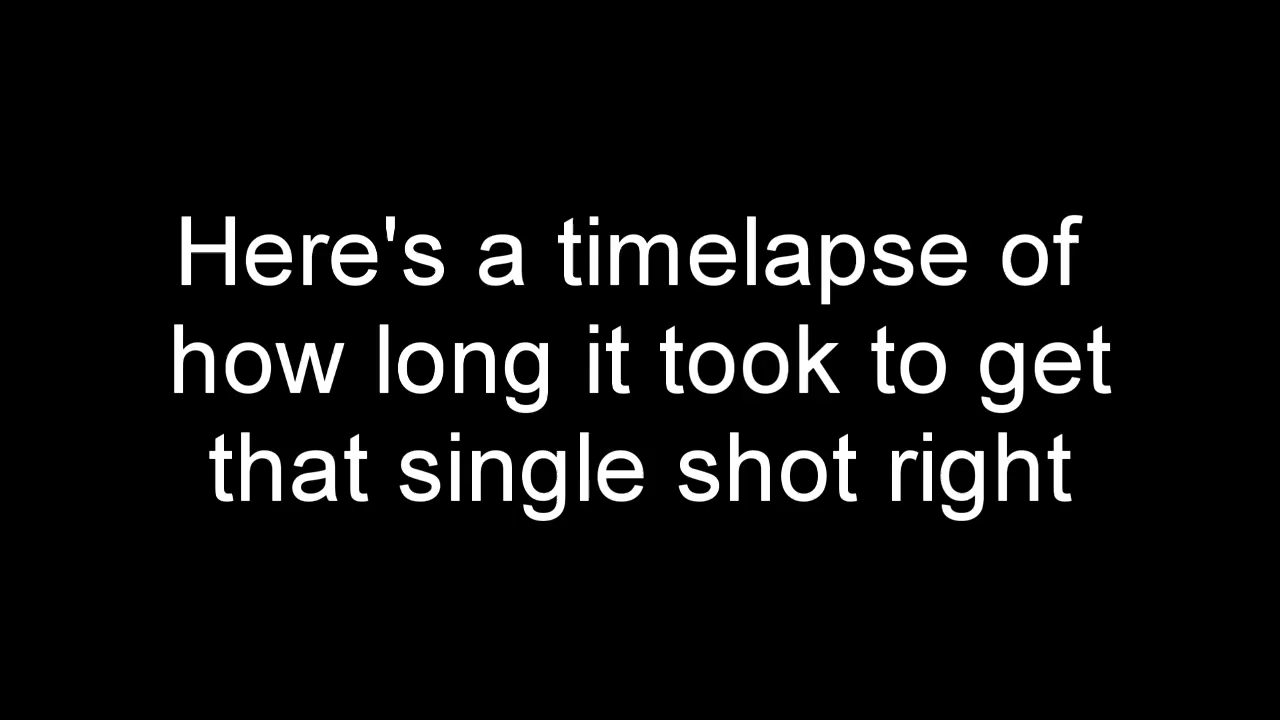 Here's a timelapse of
how long it took to get
that single shot right